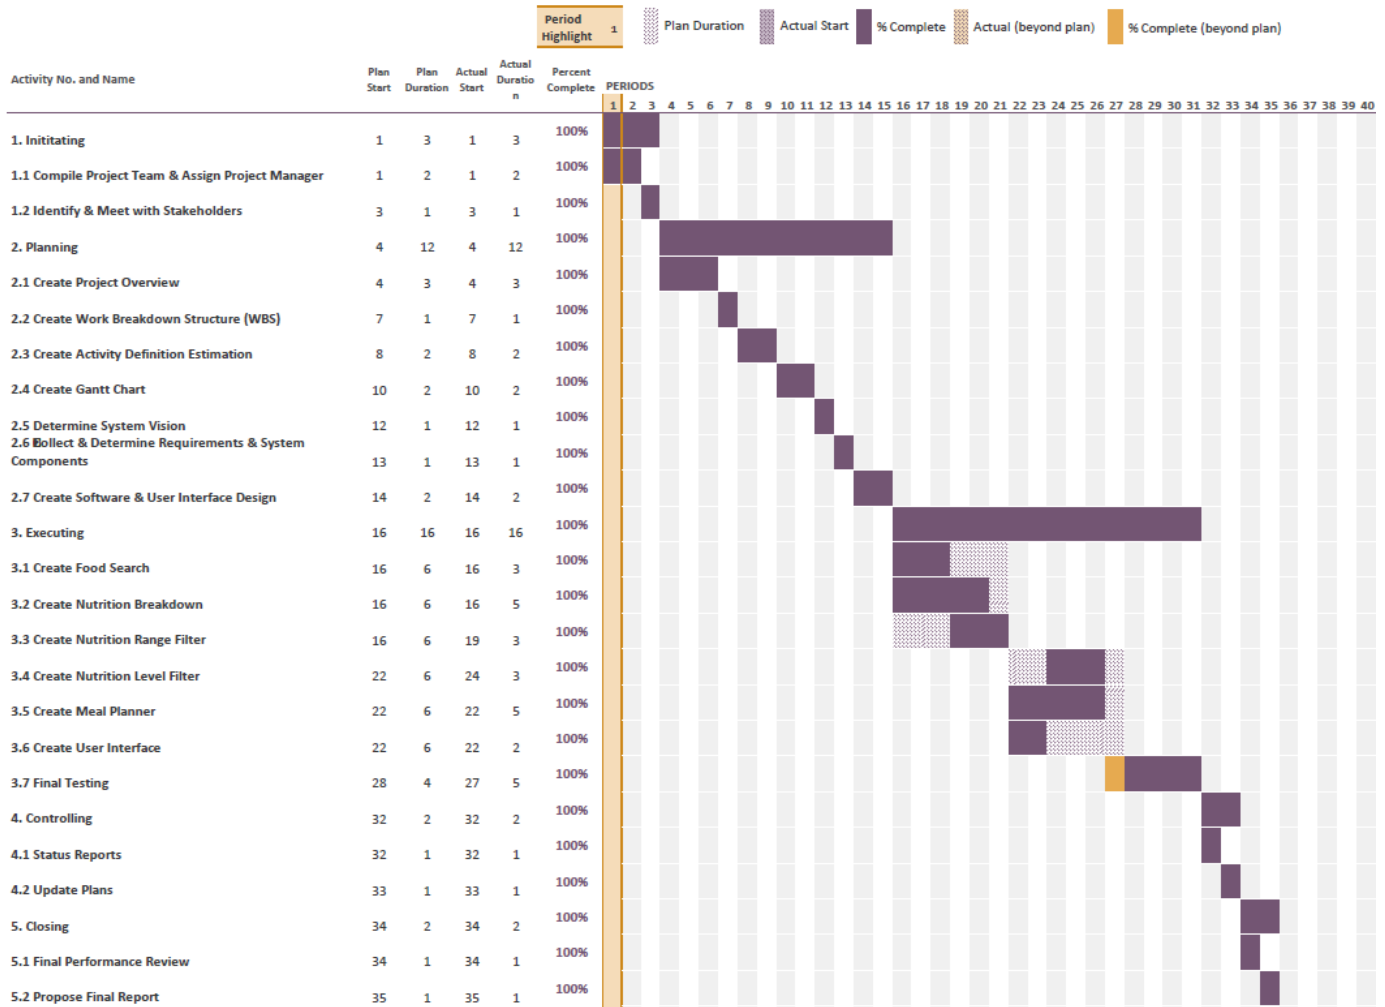 Period Highlight 1 Plan Duration Actual Start % Complete Actual (beyond plan) % Complete (beyond plan)
Activity No. and Name Plan Start Plan Duration Actual Start Actual Duratio n Percent Complete PERIODS
1 2 3 4 5 6 7 8 9 10 11 12 13 14 15 16 17 18 19 20 21 22 23 24 25 26 27 28 29 30 31 32 33 34 35 36 37 38 39 40
1. Inititating 1 3 1 3 100%
1.1 Compile Project Team & Assign Project Manager 1 2 1 2 100%
1.2 Identify & Meet with Stakeholders 3 1 3 1 100%
2. Planning 4 12 4 12 100%
2.1 Create Project Overview 4 3 4 3 100%
2.2 Create Work Breakdown Structure (WBS) 7 1 7 1 100%
2.3 Create Activity Definition Estimation 8 2 8 2 100%
2.4 Create Gantt Chart 10 2 10 2 100%
2.5 Determine System Vision 12 1 12 1 100%
2.6 Collect & Determine Requirements & System
Components 13 1 13 1 100%
2.7 Create Software & User Interface Design 14 2 14 2 100%
3. Executing 16 16 16 16 100%
3.1 Create Food Search 16 6 16 3 100%
3.2 Create Nutrition Breakdown 16 6 16 5 100%
3.3 Create Nutrition Range Filter 16 6 19 3 100%
3.4 Create Nutrition Level Filter 22 6 24 3 100%
3.5 Create Meal Planner 22 6 22 5 100%
3.6 Create User Interface 22 6 22 2 100%
3.7 Final Testing 28 4 27 5 100%
4. Controlling 32 2 32 2 100%
4.1 Status Reports 32 1 32 1 100%
4.2 Update Plans 33 1 33 1 100%
5. Closing 34 2 34 2 100%
5.1 Final Performance Review 34 1 34 1 100%
5.2 Propose Final Report 35 1 35 1 100%